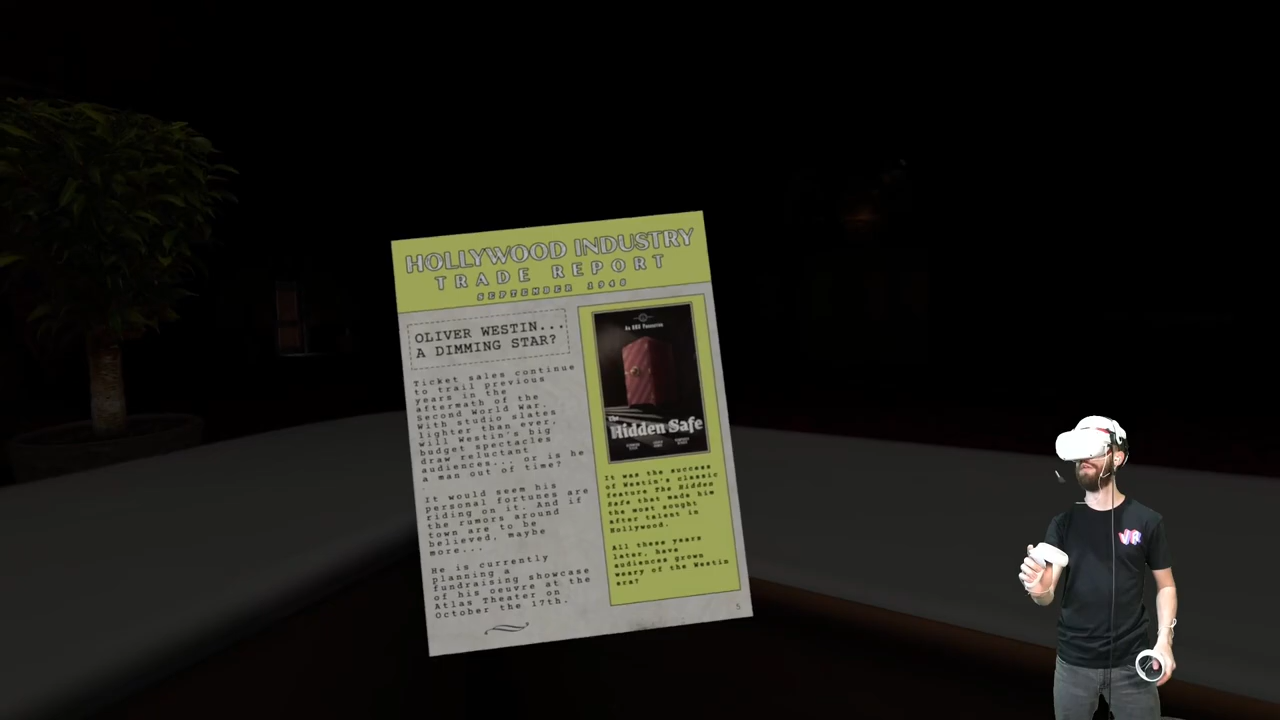 HOLLYWOOD INDUSTRY
TRADE REPORT
SEPTEMBER 1948
OLIVER WESTIN...
A DIMMING STAR?
Ticket sales continue
to trail previous
years in the
aftermath of the
Second World War.
With studio slates
lighter than ever,
will Westin's big
budget spectacles
draw reluctant
audiences... or is he
a man out of time?
.
It would seem his
personal fortunes are
riding on it. And if
the rumors around
town are to be
believed, maybe
more...
He is currently
planning a
fundraising showcase
of his oeuvre at the
Atlas Theater on
October the 17th.
The
Hidden Safe
It was the success
of Westin's classic
feature The Hidden
Safe that made him
the most sought
after talent in
Hollywood.
All these years
later, have
audiences grown
weary of the Westin
era?
5
VR